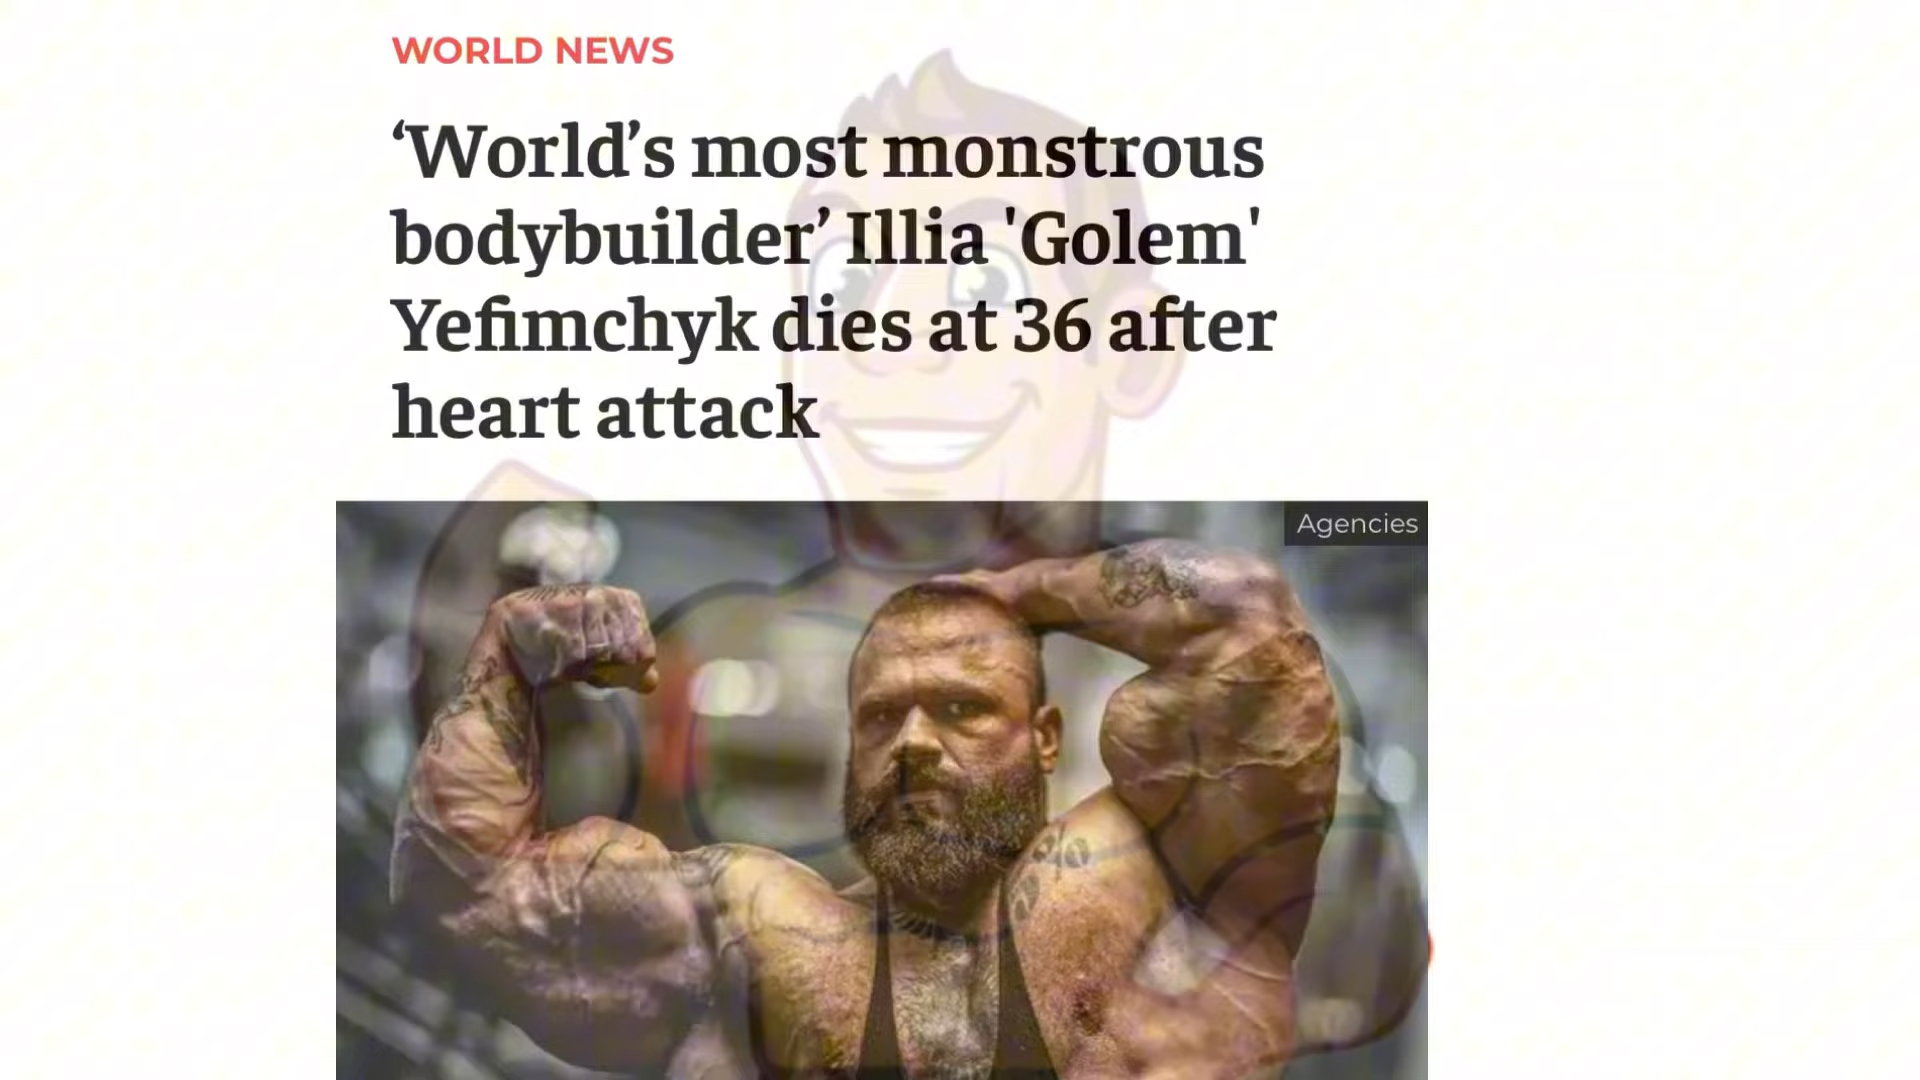 WORLD NEWS
‘World’s most monstrous
bodybuilder’ Illia 'Golem'
Yefimchyk dies at 36 after
heart attack
Agencies